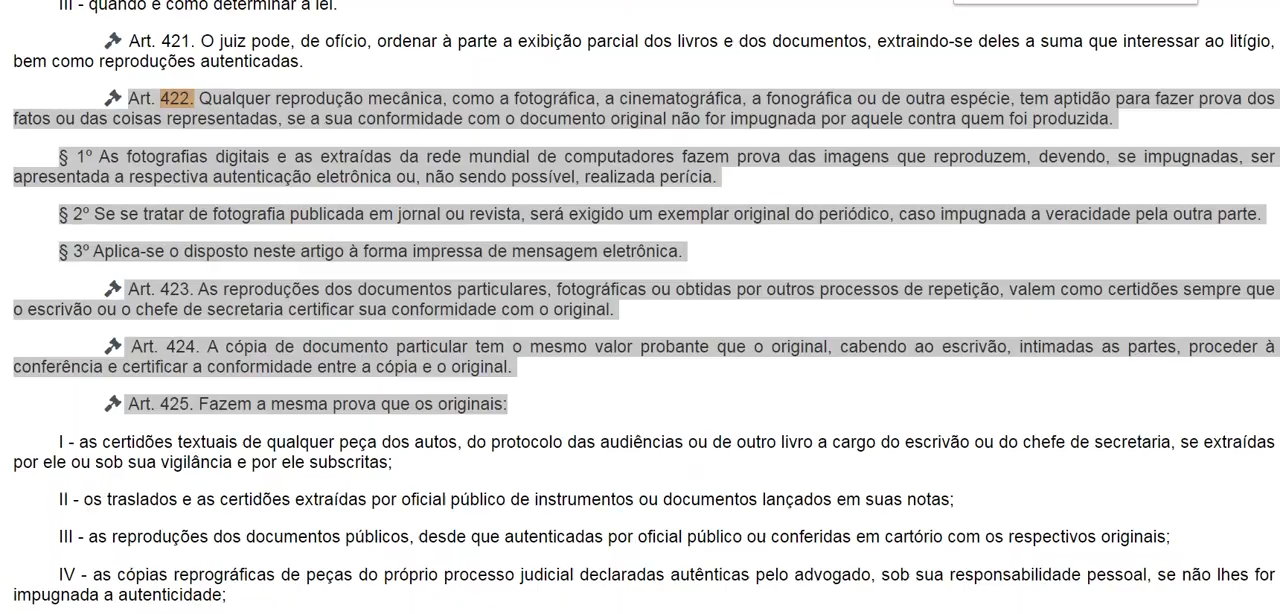 III - quando e como determinar a lei.
Art. 421. O juiz pode, de ofício, ordenar à parte a exibição parcial dos livros e dos documentos, extraindo-se deles a suma que interessar ao litígio,
bem como reproduções autenticadas.
Art. 422. Qualquer reprodução mecânica, como a fotográfica, a cinematográfica, a fonográfica ou de outra espécie, tem aptidão para fazer prova dos
fatos ou das coisas representadas, se a sua conformidade com o documento original não for impugnada por aquele contra quem foi produzida.
§ 1º As fotografias digitais e as extraídas da rede mundial de computadores fazem prova das imagens que reproduzem, devendo, se impugnadas, ser
apresentada a respectiva autenticação eletrônica ou, não sendo possível, realizada perícia.
§ 2º Se se tratar de fotografia publicada em jornal ou revista, será exigido um exemplar original do periódico, caso impugnada a veracidade pela outra parte.
§ 3º Aplica-se o disposto neste artigo à forma impressa de mensagem eletrônica.
Art. 423. As reproduções dos documentos particulares, fotográficas ou obtidas por outros processos de repetição, valem como certidões sempre que
o escrivão ou o chefe de secretaria certificar sua conformidade com o original.
Art. 424. A cópia de documento particular tem o mesmo valor probante que o original, cabendo ao escrivão, intimadas as partes, proceder à
conferência e certificar a conformidade entre a cópia e o original.
Art. 425. Fazem a mesma prova que os originais:
I - as certidões textuais de qualquer peça dos autos, do protocolo das audiências ou de outro livro a cargo do escrivão ou do chefe de secretaria, se extraídas
por ele ou sob sua vigilância e por ele subscritas;
II - os traslados e as certidões extraídas por oficial público de instrumentos ou documentos lançados em suas notas;
III - as reproduções dos documentos públicos, desde que autenticadas por oficial público ou conferidas em cartório com os respectivos originais;
IV - as cópias reprográficas de peças do próprio processo judicial declaradas autênticas pelo advogado, sob sua responsabilidade pessoal, se não lhes for
impugnada a autenticidade;